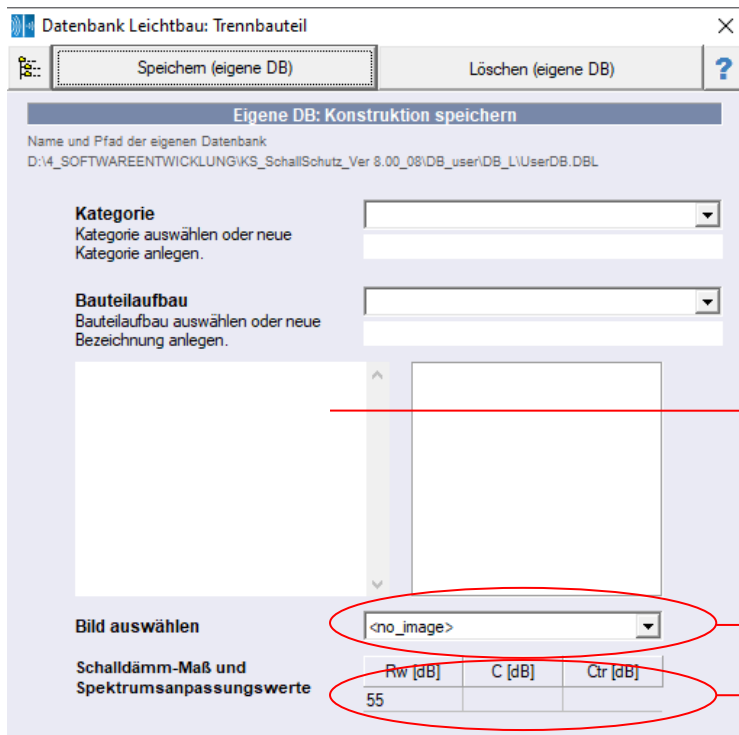 Datenbank Leichtbau: Trennbauteil
Speichern (eigene DB)
Löschen (eigene DB)
?
Eigene DB: Konstruktion speichern
Name und Pfad der eigenen Datenbank
D:\4_SOFTWAREENTWICKLUNG\KS_SchallSchutz_Ver 8.00_08\DB_user\DB_L\UserDB.DBL
Kategorie
Kategorie auswählen oder neue
Kategorie anlegen.
Bauteilaufbau
Bauteilaufbau auswählen oder neue
Bezeichnung anlegen.
Bild auswählen
<no_image>
Schalldämm-Maß und
Spektrumsanpassungswerte
Rw [dB]
C [dB]
Ctr [dB]
55